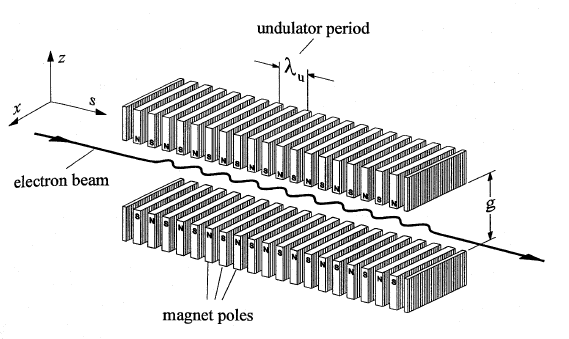 undulator period
λu
z
x
s
N S N S N S N S N S N S N S N S N S N
electron beam
g
S N S N S N S N S N S N S N S N S N S
magnet poles